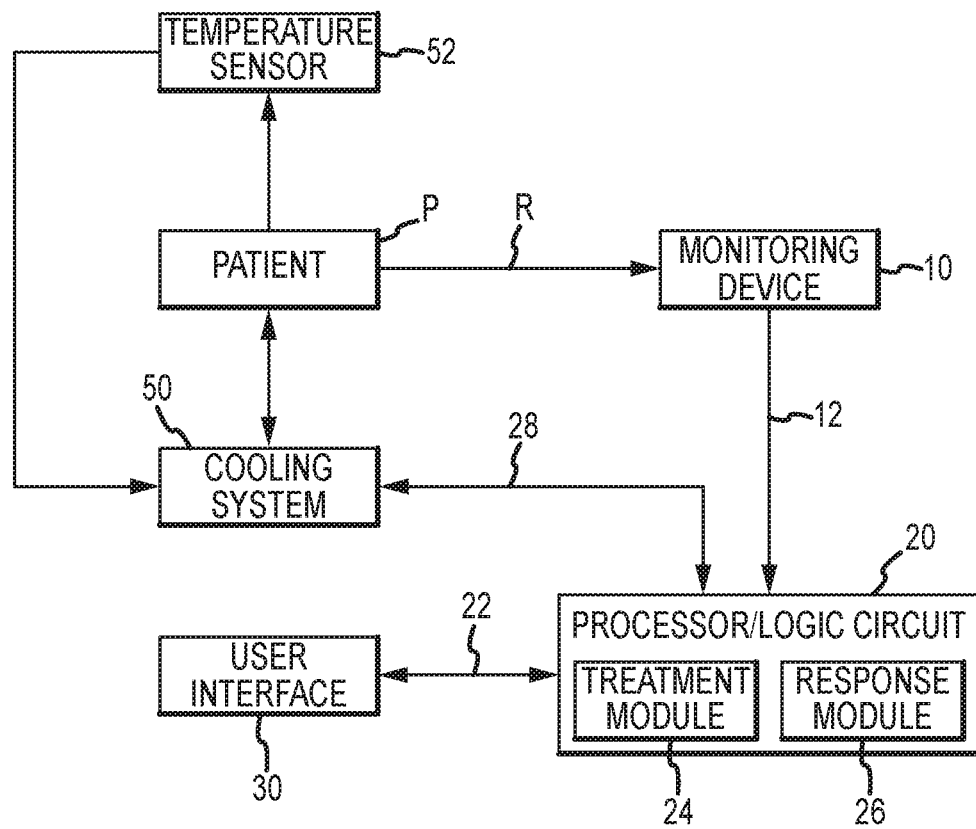 TEMPERATURE
SENSOR
52
P
R
PATIENT
MONITORING
DEVICE
10
50
12
28
COOLING
SYSTEM
20
22
PROCESSOR/LOGIC CIRCUIT
USER
INTERFACE
TREATMENT
MODULE
RESPONSE
MODULE
30
24
26